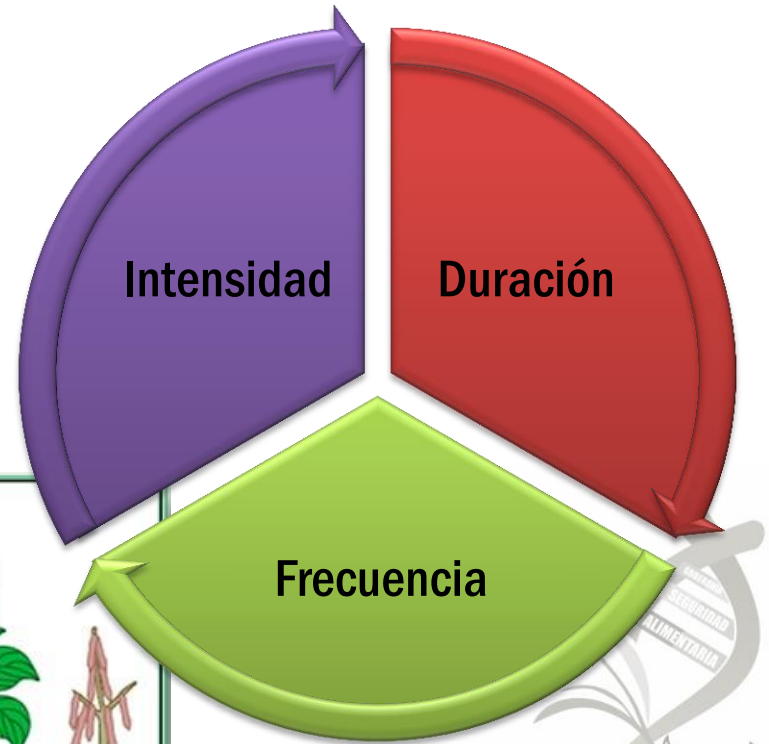 Intensidad
Duración
Frecuencia
SEGURIDAD
ALIMENTARIA